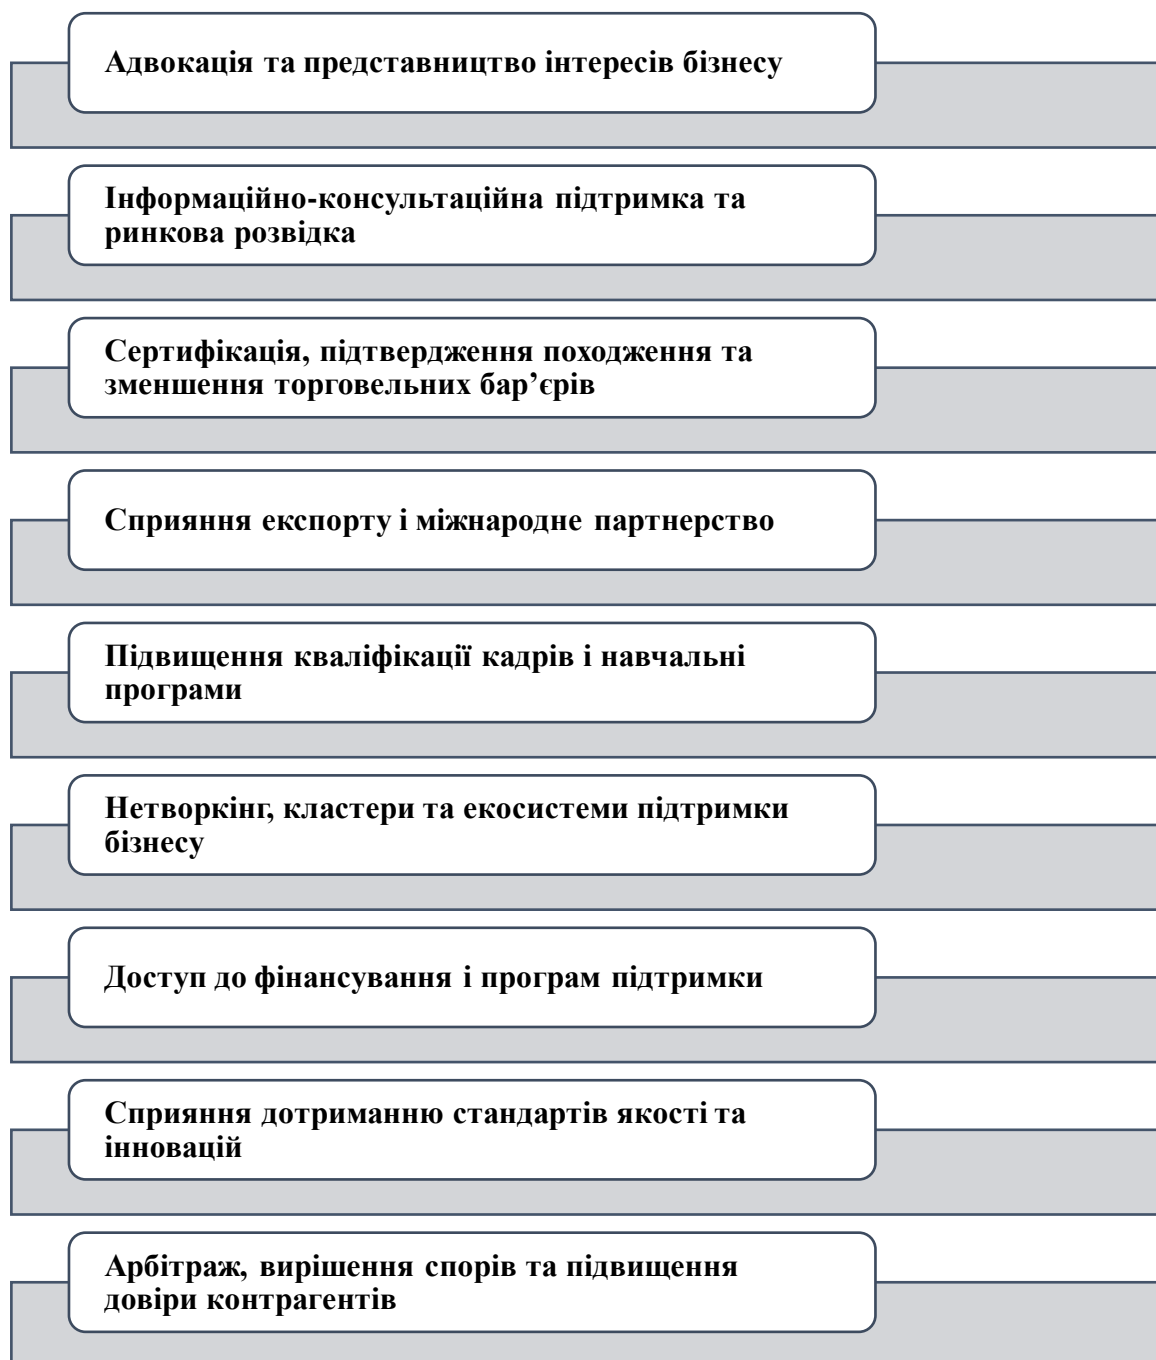 Адвокація та представництво інтересів бізнесу
Інформаційно-консультаційна підтримка та
ринкова розвідка
Сертифікація, підтвердження походження та
зменшення торговельних бар’єрів
Сприяння експорту і міжнародне партнерство
Підвищення кваліфікації кадрів і навчальні
програми
Нетворкінг, кластери та екосистеми підтримки
бізнесу
Доступ до фінансування і програм підтримки
Сприяння дотриманню стандартів якості та
інновацій
Арбітраж, вирішення спорів та підвищення
довіри контрагентів